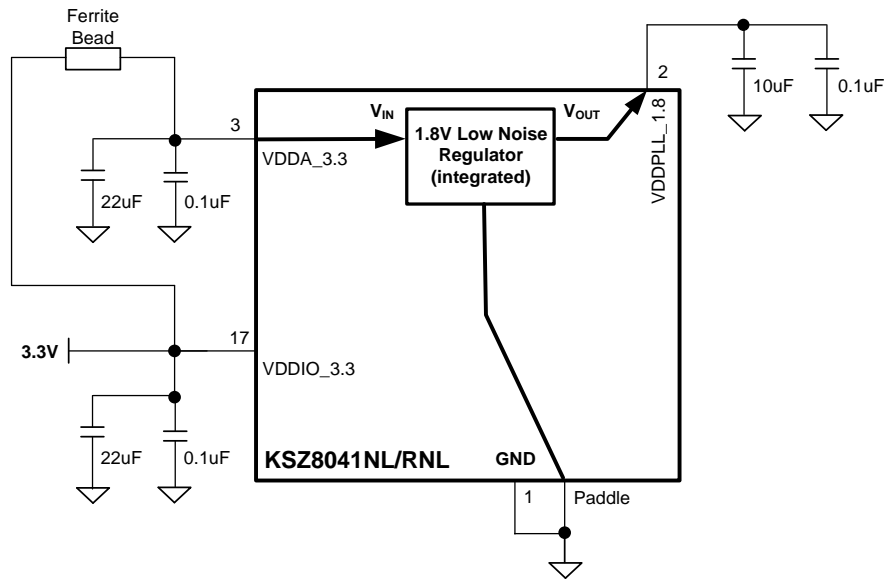 Ferrite
Bead
2
10uF
0.1uF
VDDPLL_1.8
3
VIN
VOUT
1.8V Low Noise
Regulator
(integrated)
VDDA_3.3
22uF
0.1uF
17
3.3V
VDDIO_3.3
22uF
0.1uF
KSZ8041NL/RNL
GND
1
Paddle